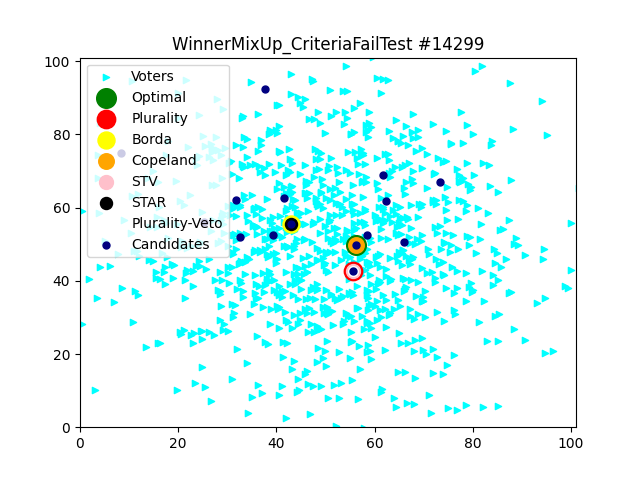 WinnerMixUp_CriteriaFailTest #14299
100
80
60
40
20
0
Voters
Optimal
Plurality
Borda
Copeland
STV
STAR
Plurality-Veto
Candidates
0 20 40 60 80 100